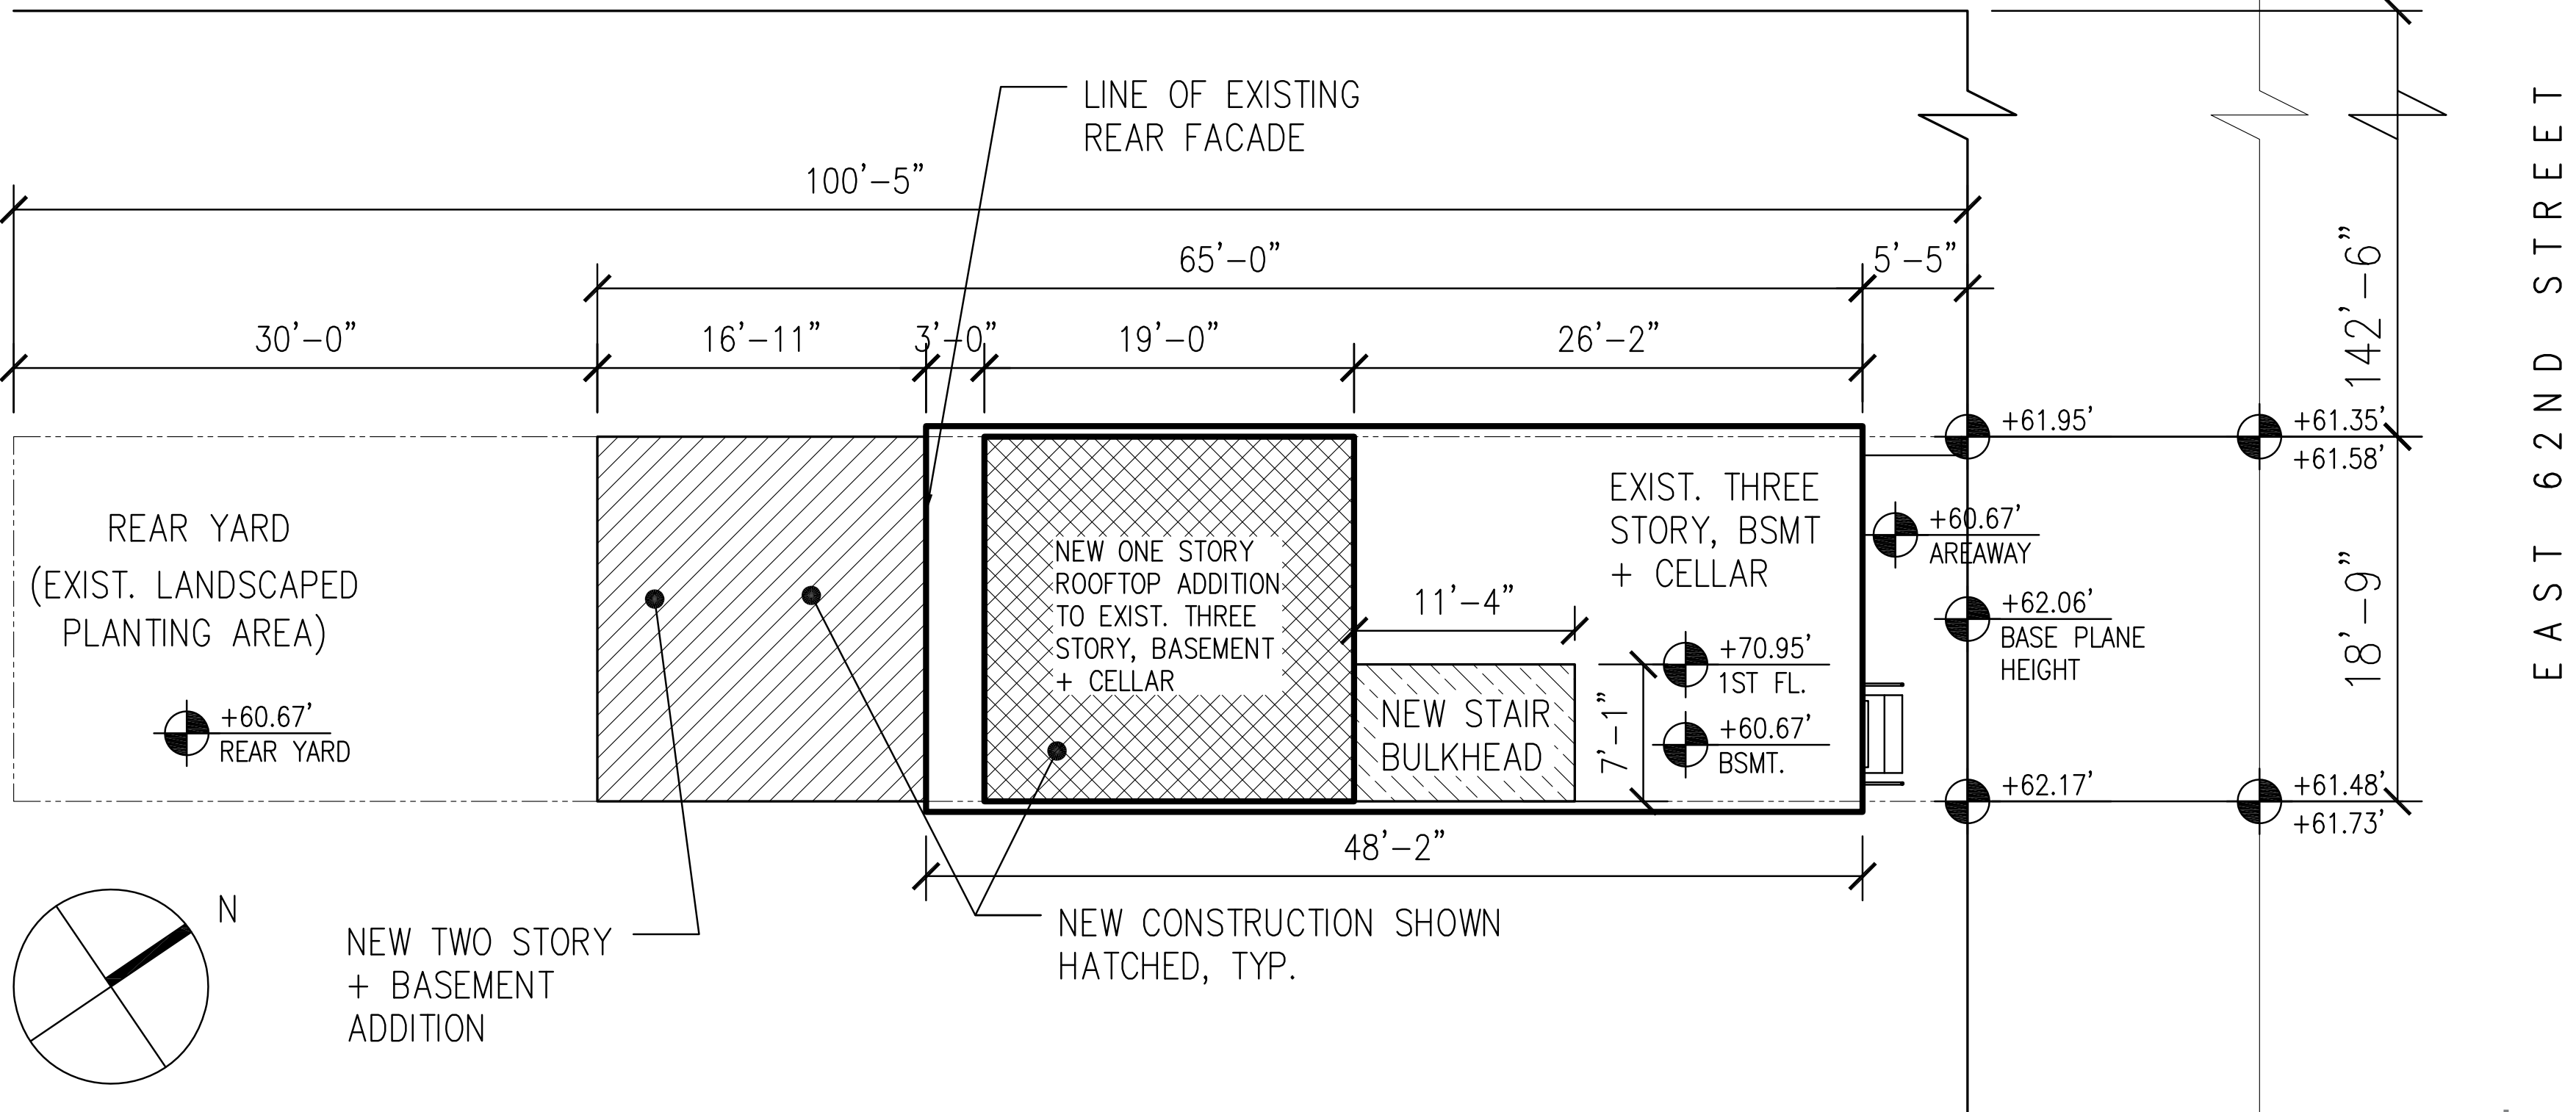 LINE OF EXISTING
REAR FACADE
100'-5"
65'-0"
5'-5"
30'-0"
16'-11"
3'-0"
19'-0"
26'-2"
142'-6"
EAST 62ND STREET
+61.95'
+61.35'
+61.58'
REAR YARD
(EXIST. LANDSCAPED
PLANTING AREA)
+60.67'
REAR YARD
NEW ONE STORY
ROOFTOP ADDITION
TO EXIST. THREE
STORY, BASEMENT
+ CELLAR
EXIST. THREE
STORY, BSMT
+ CELLAR
+60.67'
AREAWAY
11'-4"
+62.06'
BASE PLANE
HEIGHT
18'-9"
+70.95'
1ST FL.
7'-1"
NEW STAIR
BULKHEAD
+60.67'
BSMT.
+62.17'
+61.48'
+61.73'
48'-2"
N
NEW TWO STORY
+ BASEMENT
ADDITION
NEW CONSTRUCTION SHOWN
HATCHED, TYP.